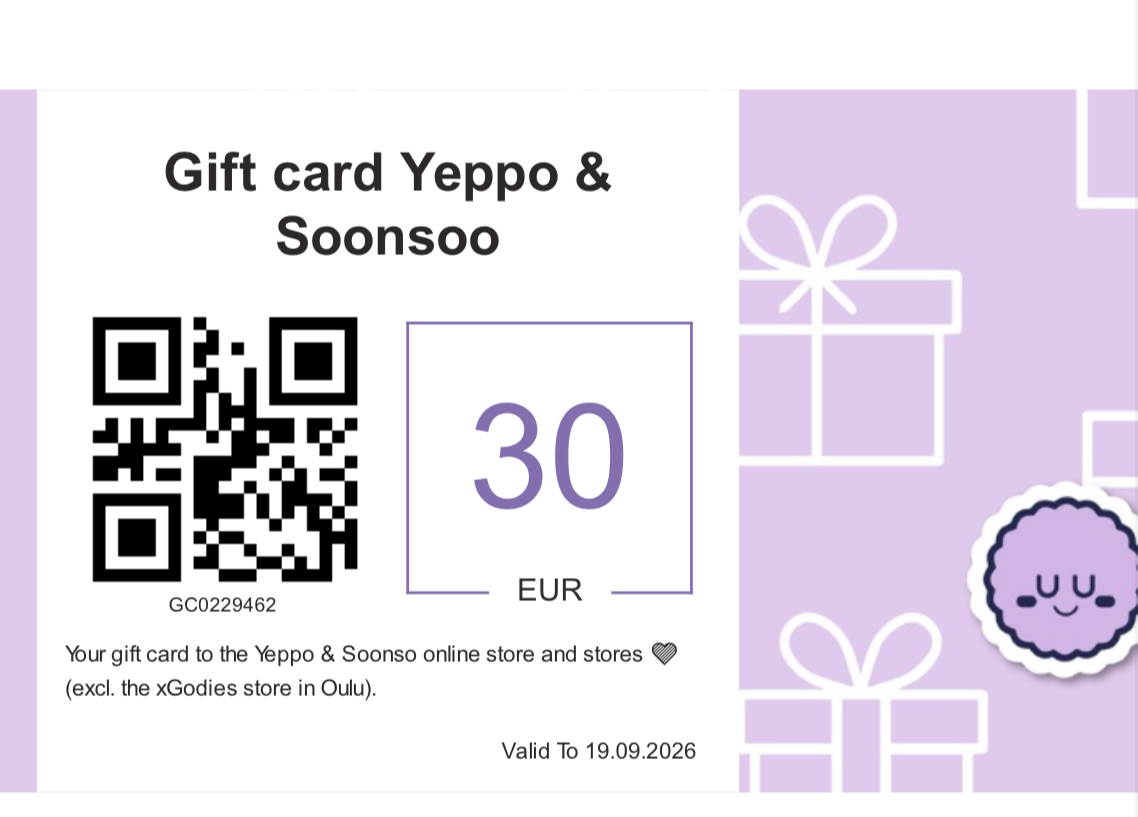 Gift card Yeppo &
Soonsoo
30
EUR
GC0229462
Your gift card to the Yeppo & Soonso online store and stores
(excl. the xGodies store in Oulu).
Valid To 19.09.2026